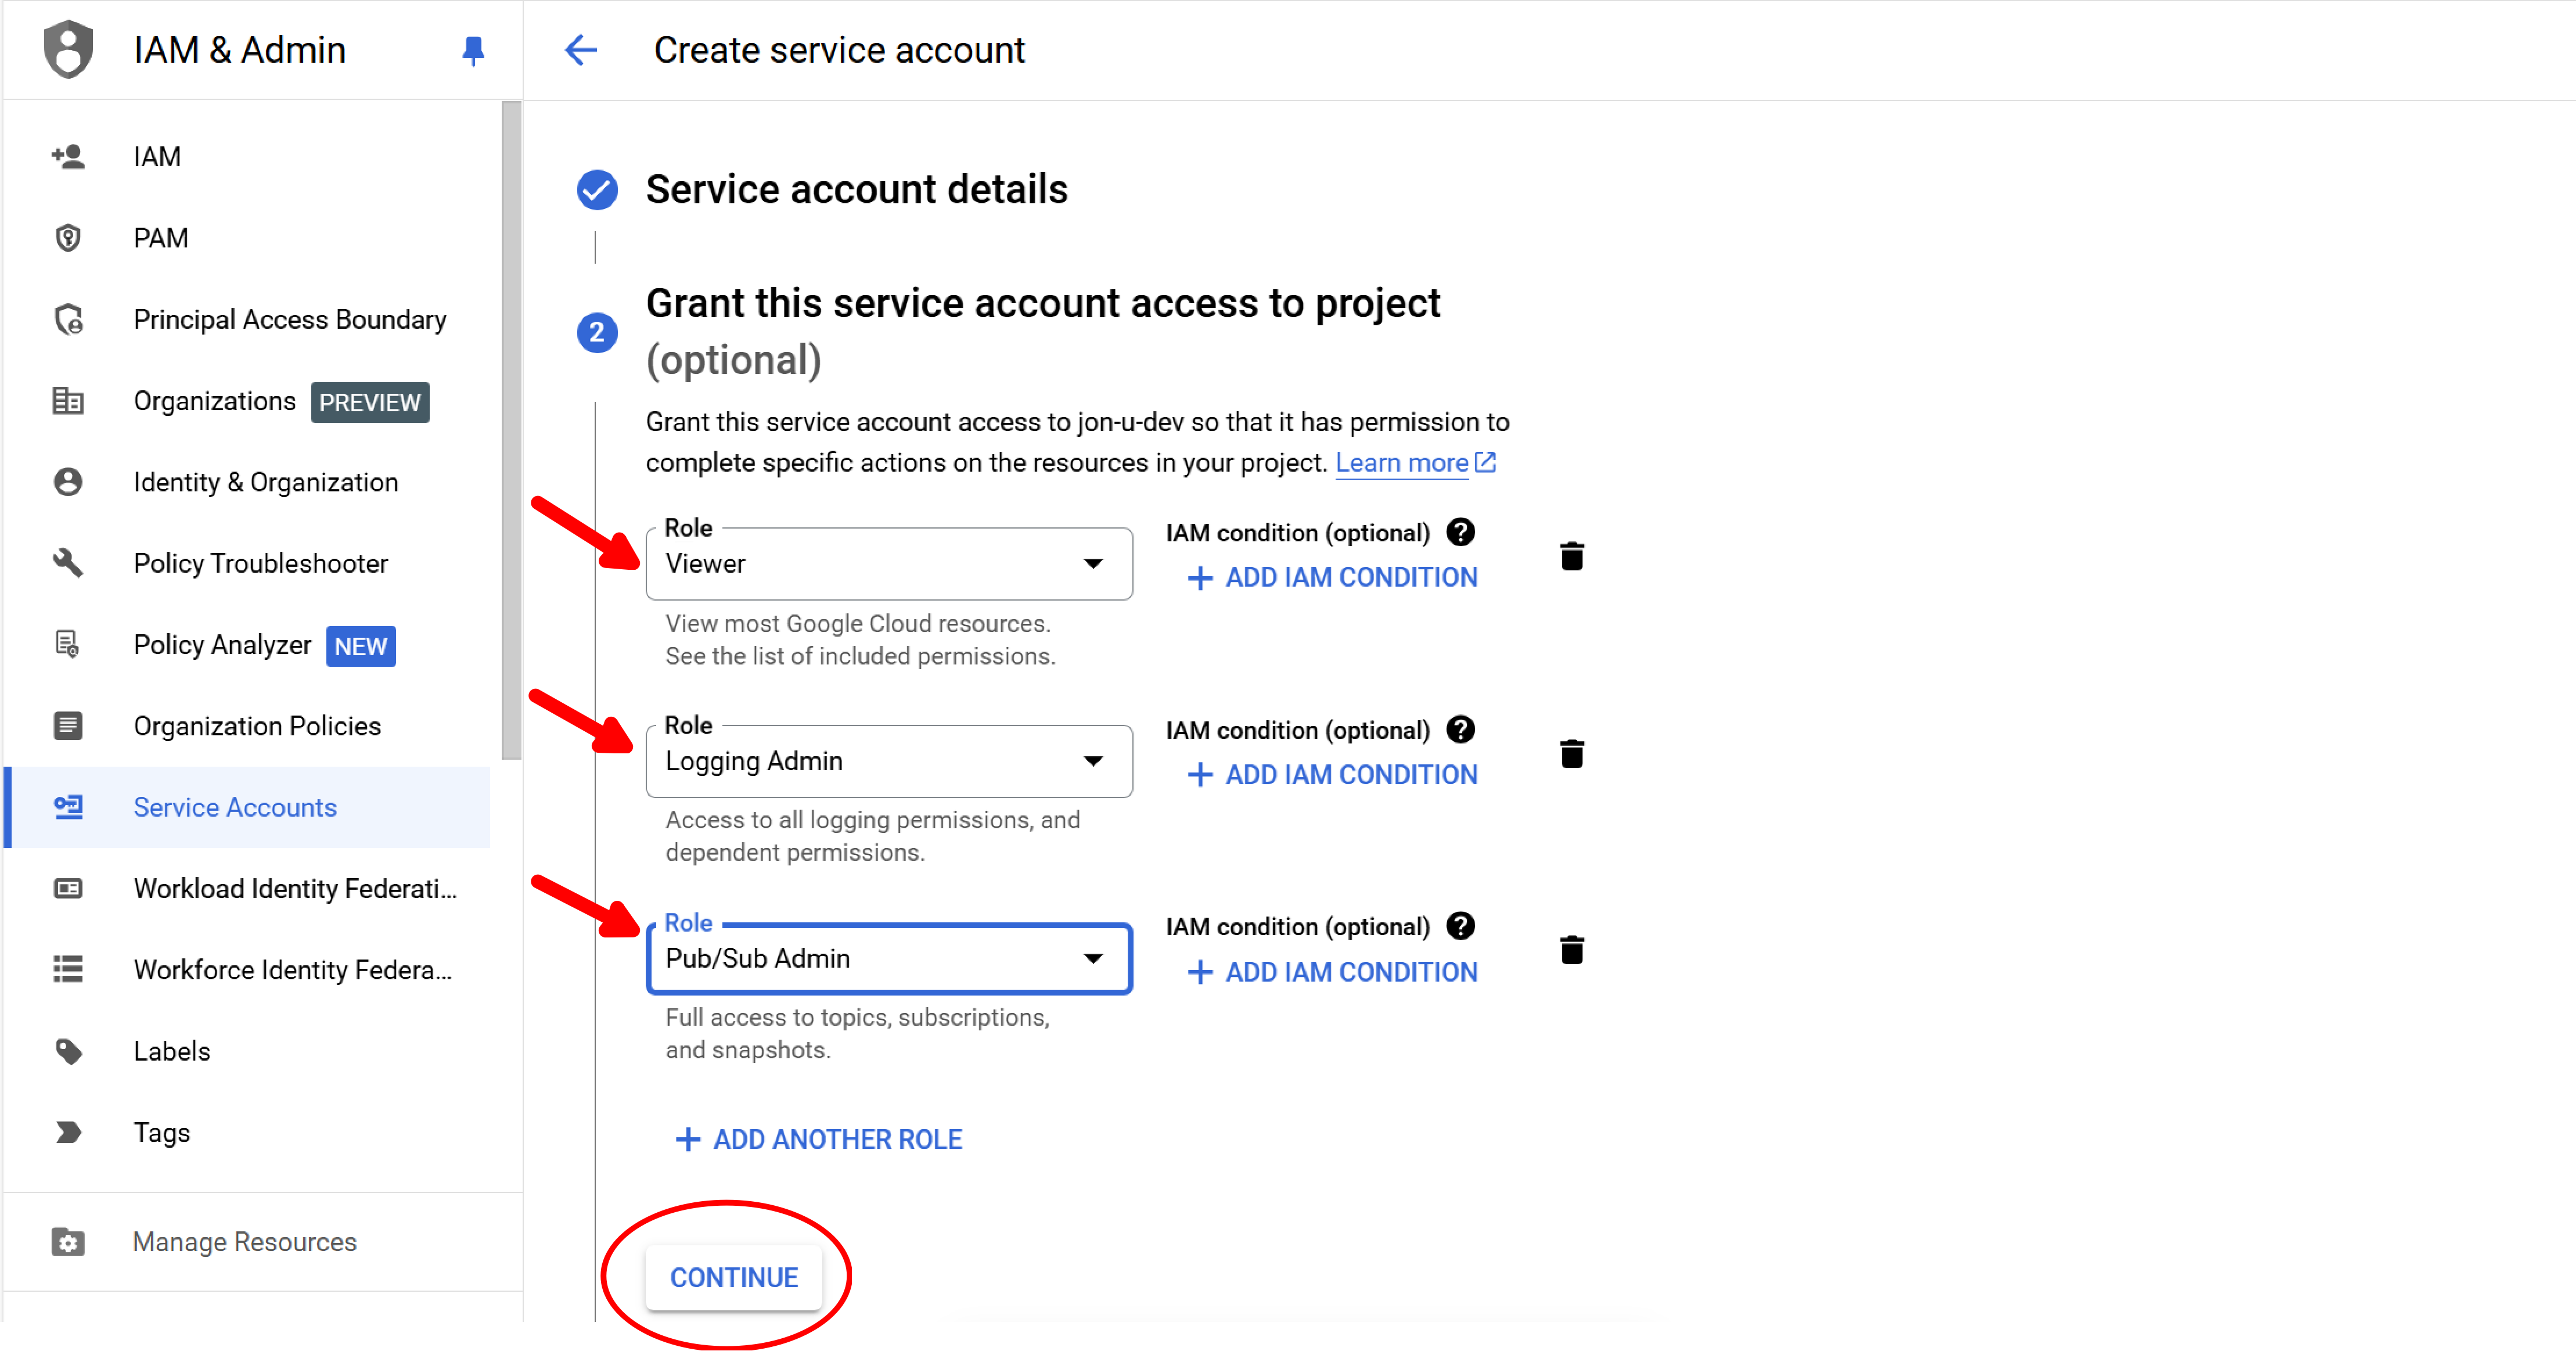 IAM & Admin
Create service account
IAM
PAM
Principal Access Boundary
Organizations PREVIEW
Identity & Organization
Policy Troubleshooter
Policy Analyzer NEW
Organization Policies
Service Accounts
Workload Identity Federati...
Workforce Identity Federa...
Labels
Tags
Manage Resources
Service account details
2
Grant this service account access to project
(optional)
Grant this service account access to jon-u-dev so that it has permission to
complete specific actions on the resources in your project. Learn more
Role
Viewer
IAM condition (optional) ?
+ ADD IAM CONDITION
View most Google Cloud resources.
See the list of included permissions.
Role
Logging Admin
IAM condition (optional) ?
+ ADD IAM CONDITION
Access to all logging permissions, and
dependent permissions.
Role
Pub/Sub Admin
IAM condition (optional) ?
+ ADD IAM CONDITION
Full access to topics, subscriptions,
and snapshots.
+ ADD ANOTHER ROLE
CONTINUE